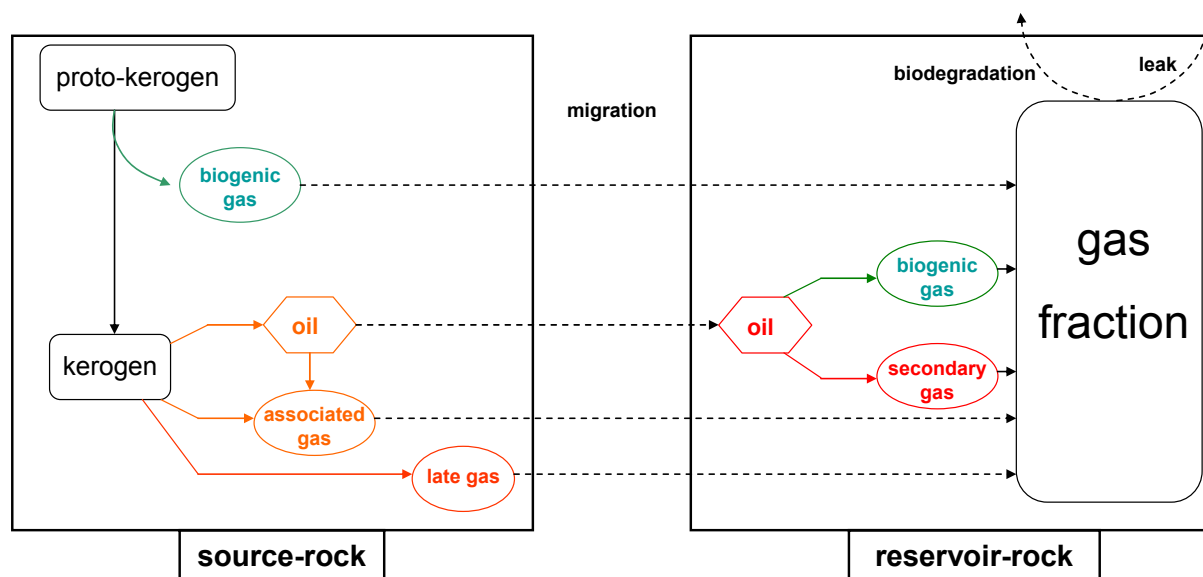 proto-kerogen
biogenic
gas
oil
kerogen
associated
gas
late gas
source-rock
migration
biodegradation
leak
biogenic
gas
oil
secondary
gas
gas
fraction
reservoir-rock